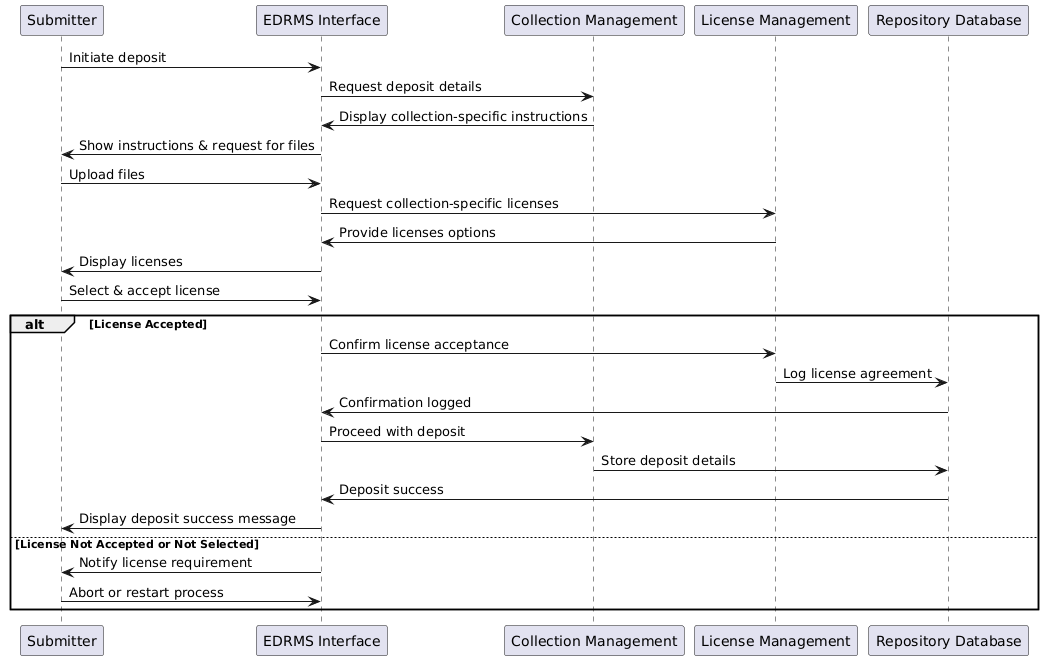 Submitter EDRMS Interface Collection Management License Management Repository Database
Initiate deposit
Request deposit details
Display collection-specific instructions
Show instructions & request for files
Upload files
Request collection-specific licenses
Provide licenses options
Display licenses
Select & accept license
alt [License Accepted]
Confirm license acceptance
Log license agreement
Confirmation logged
Proceed with deposit
Store deposit details
Deposit success
Display deposit success message
[License Not Accepted or Not Selected]
Notify license requirement
Abort or restart process
Submitter EDRMS Interface Collection Management License Management Repository Database